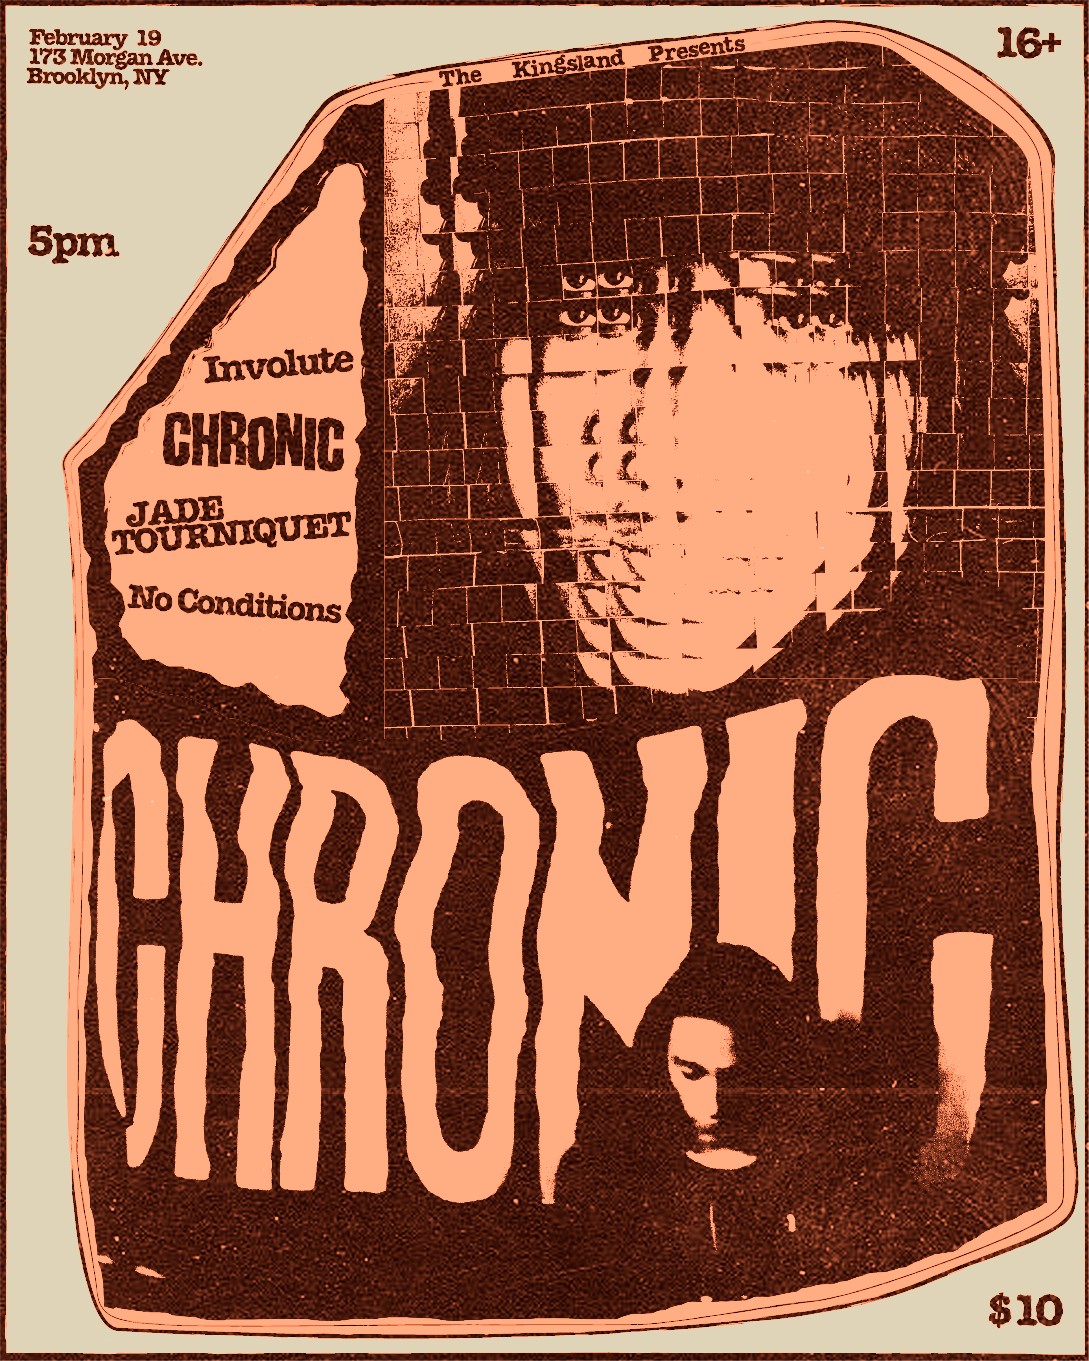 February 19
173 Morgan Ave.
Brooklyn, NY
16+
The Kingsland Presents
5pm
Involute
CHRONIC
JADE
TOURNIQUET
No Conditions
CHRONIC
$10